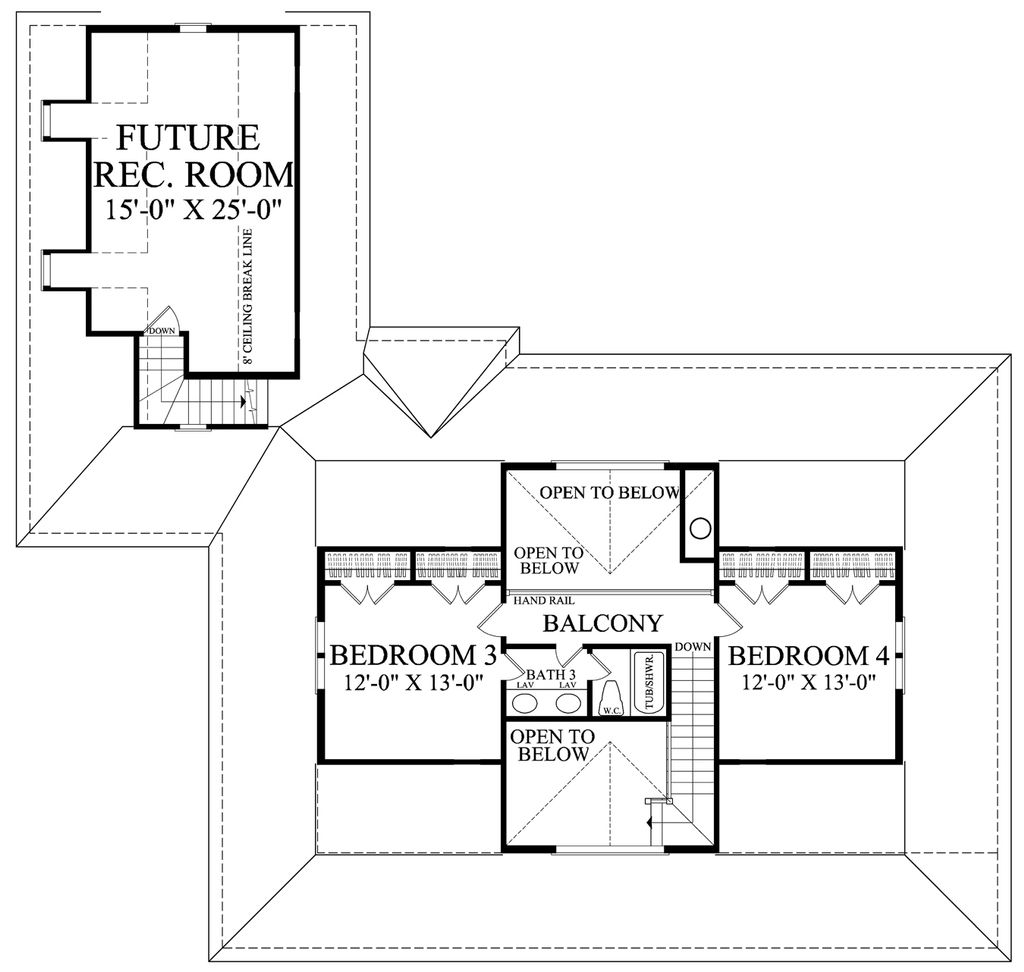 FUTURE
REC. ROOM
15'-0" X 25'-0"
8' CEILING BREAK LINE
DOWN
OPEN TO BELOW
OPEN TO
BELOW
HAND RAIL
BALCONY
BEDROOM 3
12'-0" X 13'-0"
BATH 3
LAV LAV
W.C.
TUB/SHWR.
DOWN
BEDROOM 4
12'-0" X 13'-0"
OPEN TO
BELOW